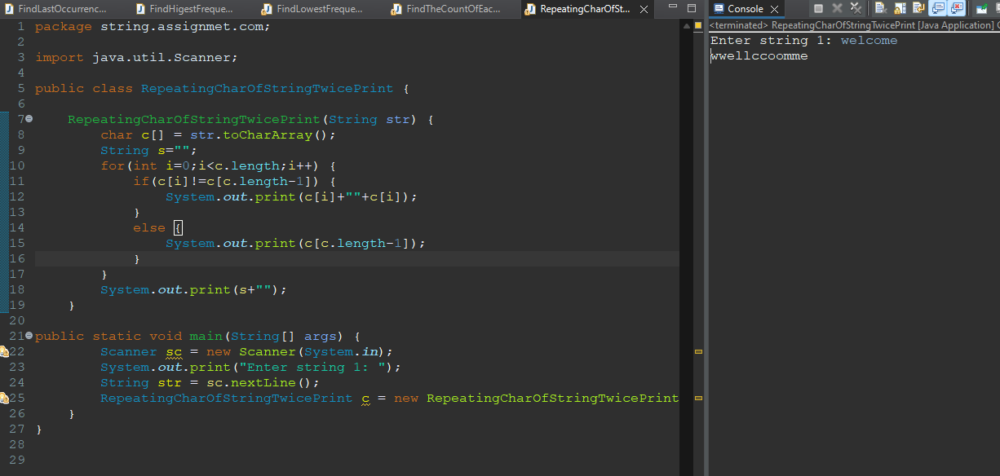 FindLastOccurrenc...
FindHigestFreque...
FindLowestFreque...
FindTheCountOfEac...
RepeatingCharOfSt...
1 package string.assignmet.com;
2
3 import java.util.Scanner;
4
5 public class RepeatingCharOfStringTwicePrint {
6
7 RepeatingCharOfStringTwicePrint(String str) {
8 char c[] = str.toCharArray();
9 String s="";
10 for(int i=0;i<c.length;i++) {
11 if(c[i]!=c[c.length-1]) {
12 System.out.print(c[i]+""+c[i]);
13 }
14 else {
15 System.out.print(c[c.length-1]);
16 }
17 }
18 System.out.print(s+"");
19 }
20
21 public static void main(String[] args) {
22 Scanner sc = new Scanner(System.in);
23 System.out.print("Enter string 1: ");
24 String str = sc.nextLine();
25 RepeatingCharOfStringTwicePrint c = new RepeatingCharOfStringTwicePrint
26 }
27 }
28
29
Console
<terminated> RepeatingCharOfStringTwicePrint [Java Application]
Enter string 1: welcome
wwellccoomme